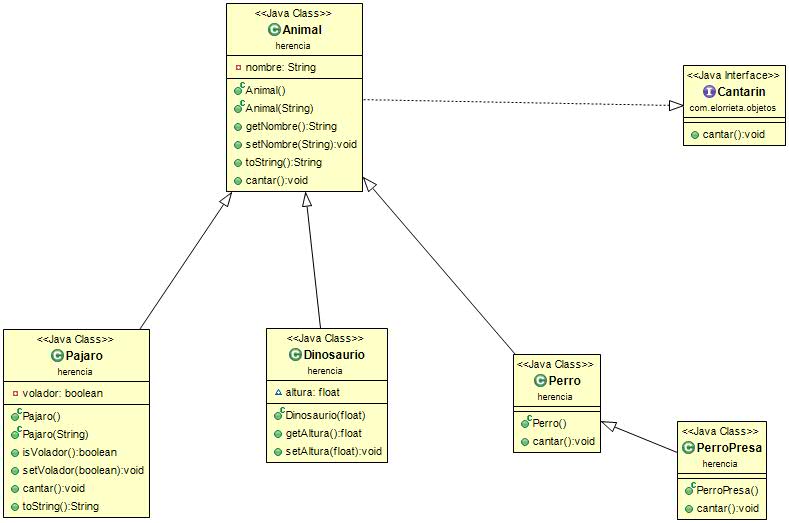 <<Java Class>>
Animal
herencia
nombre: String
Animal()
Animal(String)
getNombre():String
setNombre(String):void
toString():String
cantar():void
<<Java Interface>>
Cantarin
com.elorrieta.objetos
cantar():void
<<Java Class>>
Pajaro
herencia
volador: boolean
Pajaro()
Pajaro(String)
isVolador():boolean
setVolador(boolean):void
cantar():void
toString():String
<<Java Class>>
Dinosaurio
herencia
altura: float
Dinosaurio(float)
getAltura():float
setAltura(float):void
<<Java Class>>
Perro
herencia
Perro()
cantar():void
<<Java Class>>
PerroPresa
herencia
PerroPresa()
cantar():void